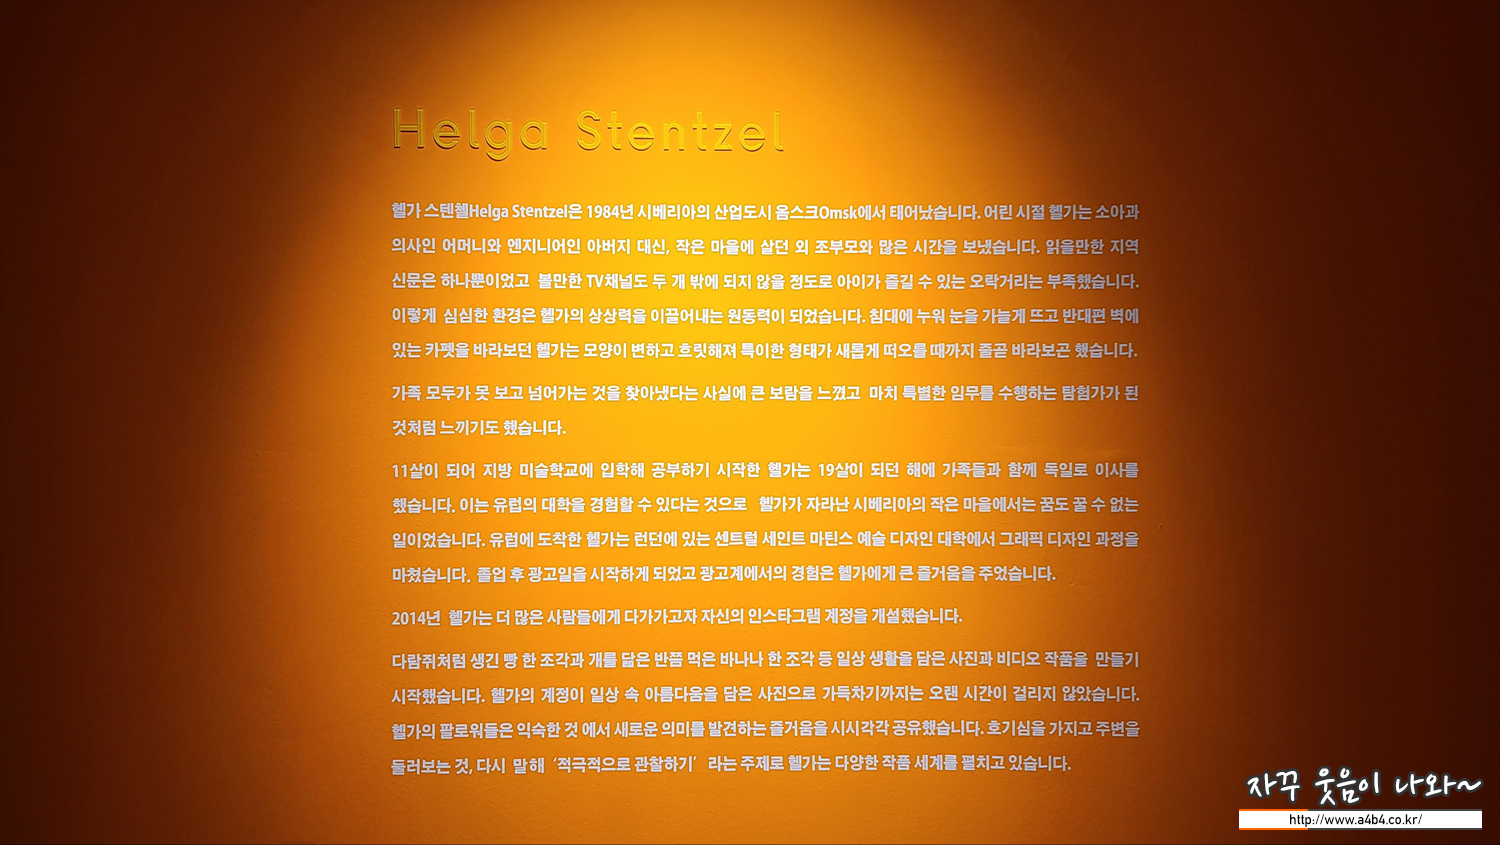 Helga Stentzel
헬가 스텐첼Helga Stentzel은 1984년 시베리아의 산업도시 옴스크Omsk에서 태어났습니다. 어린 시절 헬가는 소아과
의사인 어머니와 엔지니어인 아버지 대신, 작은 마을에 살던 외 조부모와 많은 시간을 보냈습니다. 읽을만한 지역
신문은 하나뿐이었고 볼만한 TV채널도 두 개 밖에 되지 않을 정도로 아이가 즐길 수 있는 오락거리는 부족했습니다.
이렇게 심심한 환경은 헬가의 상상력을 이끌어내는 원동력이 되었습니다. 침대에 누워 눈을 가늘게 뜨고 반대편 벽에
있는 카펫을 바라보던 헬가는 모양이 변하고 흐릿해져 특이한 형태가 새롭게 떠오를 때까지 줄곧 바라보곤 했습니다.
가족 모두가 못 보고 넘어가는 것을 찾아냈다는 사실에 큰 보람을 느꼈고 마치 특별한 임무를 수행하는 탐험가가 된
것처럼 느끼기도 했습니다.
11살이 되어 지방 미술학교에 입학해 공부하기 시작한 헬가는 19살이 되던 해에 가족들과 함께 독일로 이사를
했습니다. 이는 유럽의 대학을 경험할 수 있다는 것으로 헬가가 자라난 시베리아의 작은 마을에서는 꿈도 꿀 수 없는
일이었습니다. 유럽에 도착한 헬가는 런던에 있는 센트럴 세인트 마틴스 예술 디자인 대학에서 그래픽 디자인 과정을
마쳤습니다. 졸업 후 광고일을 시작하게 되었고 광고계에서의 경험은 헬가에게 큰 즐거움을 주었습니다.
2014년 헬가는 더 많은 사람들에게 다가가고자 자신의 인스타그램 계정을 개설했습니다.
다람쥐처럼 생긴 빵 한 조각과 개를 닮은 반쯤 먹은 바나나 한 조각 등 일상 생활을 담은 사진과 비디오 작품을 만들기
시작했습니다. 헬가의 계정이 일상 속 아름다움을 담은 사진으로 가득차기까지는 오랜 시간이 걸리지 않았습니다.
헬가의 팔로워들은 익숙한 것 에서 새로운 의미를 발견하는 즐거움을 시시각각 공유했습니다. 호기심을 가지고 주변을
둘러보는 것, 다시 말해 ‘적극적으로 관찰하기’ 라는 주제로 헬가는 다양한 작품 세계를 펼치고 있습니다.
자꾸 웃음이 나와~
http://www.a4b4.co.kr/